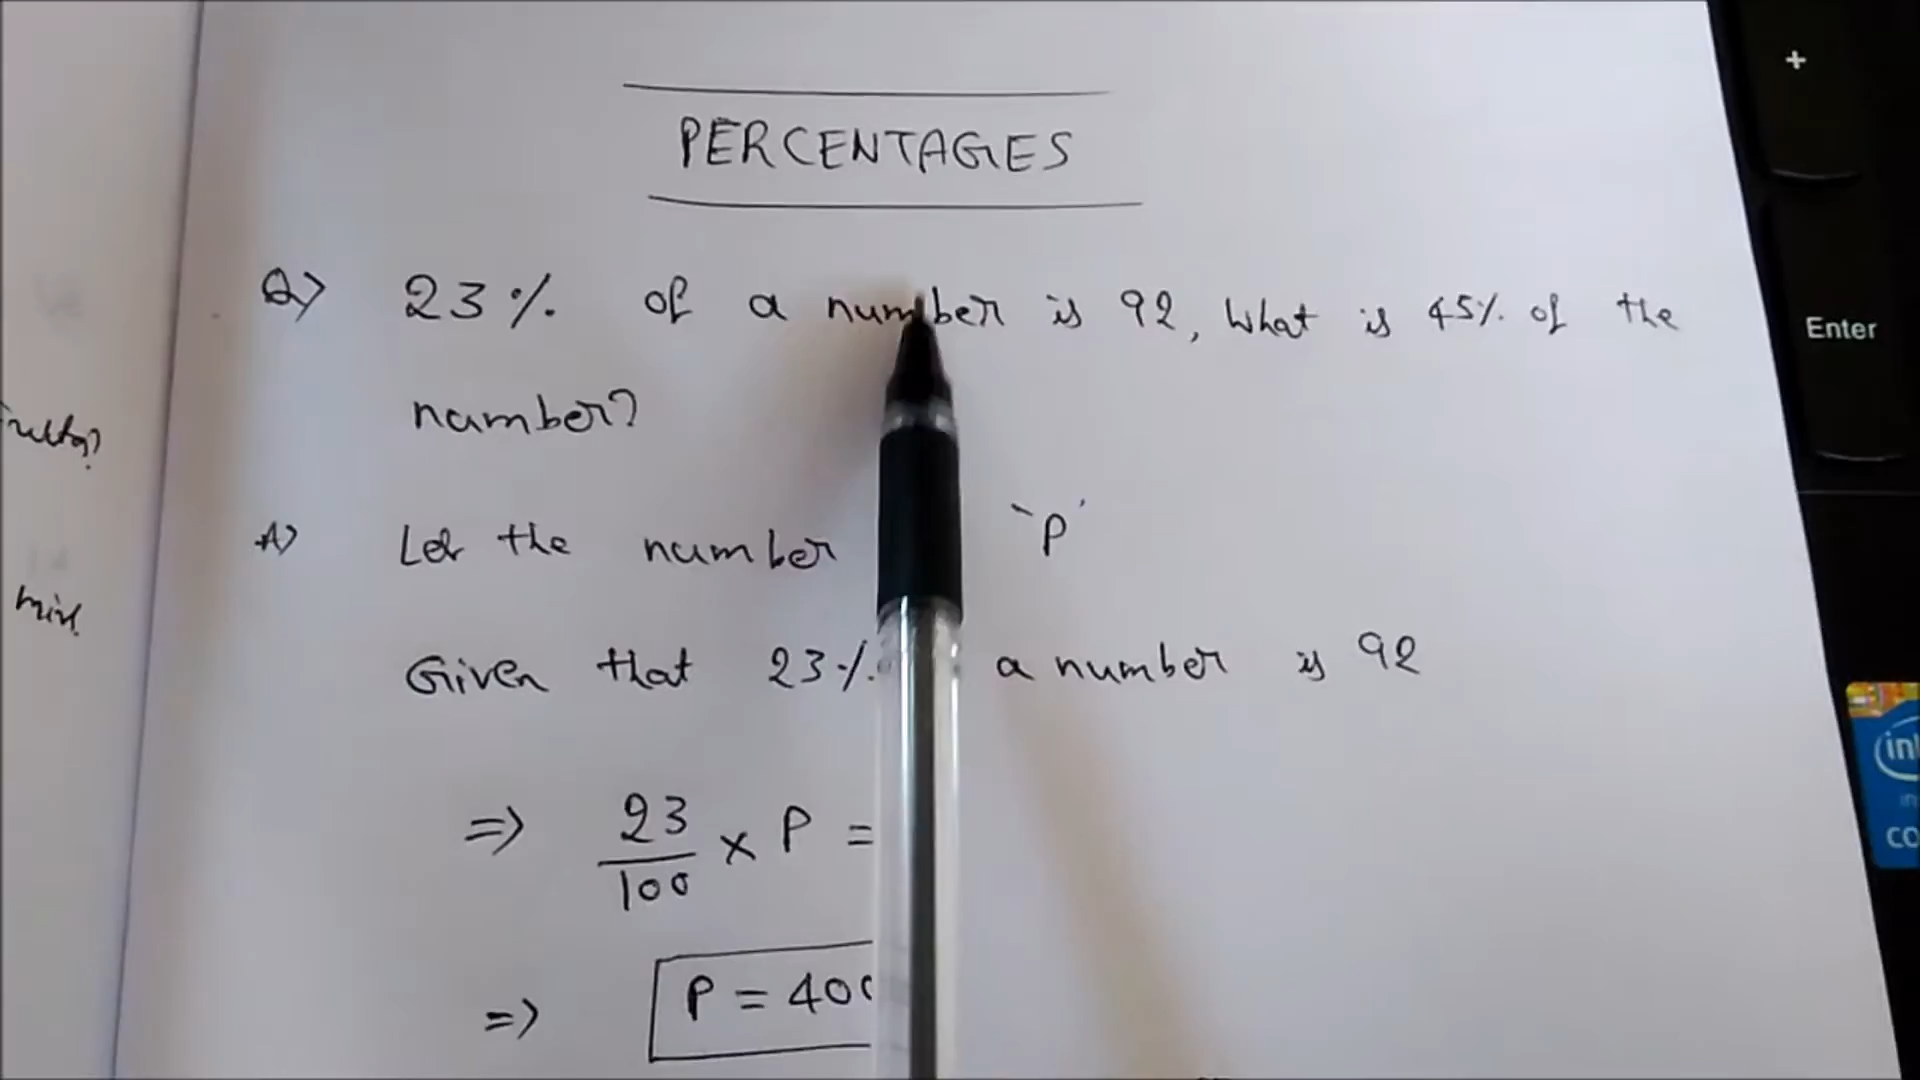 PERCENTAGES
Q) 23% of a number is 92, What is 45% of the
number?
A) Let the number 'P'
Given that 23% a number is 92
=> 23/100 x P =
=> P = 400
+
Enter